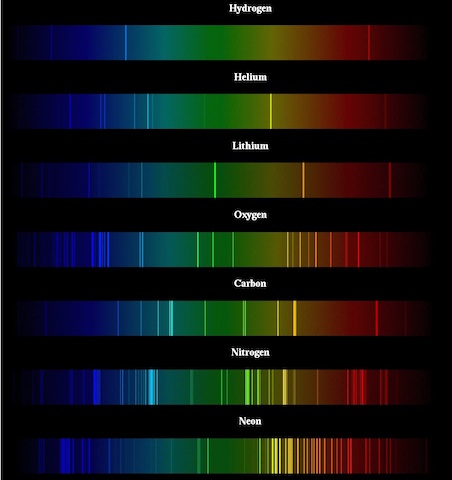 Hydrogen
Helium
Lithium
Oxygen
Carbon
Nitrogen
Neon